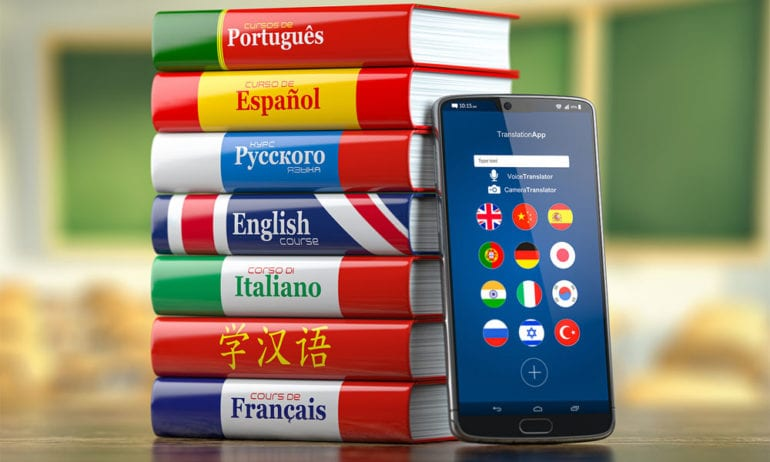 CURSOS DE
Português
CURSO DE
Español
КУРС
Русского
ЯЗЫКА
English
COURSE
CORSO DI
Italiano
学汉语
COURS DE
Français
10:15 AM
TranslationApp
Type text
VoiceTranslator
CameraTranslator